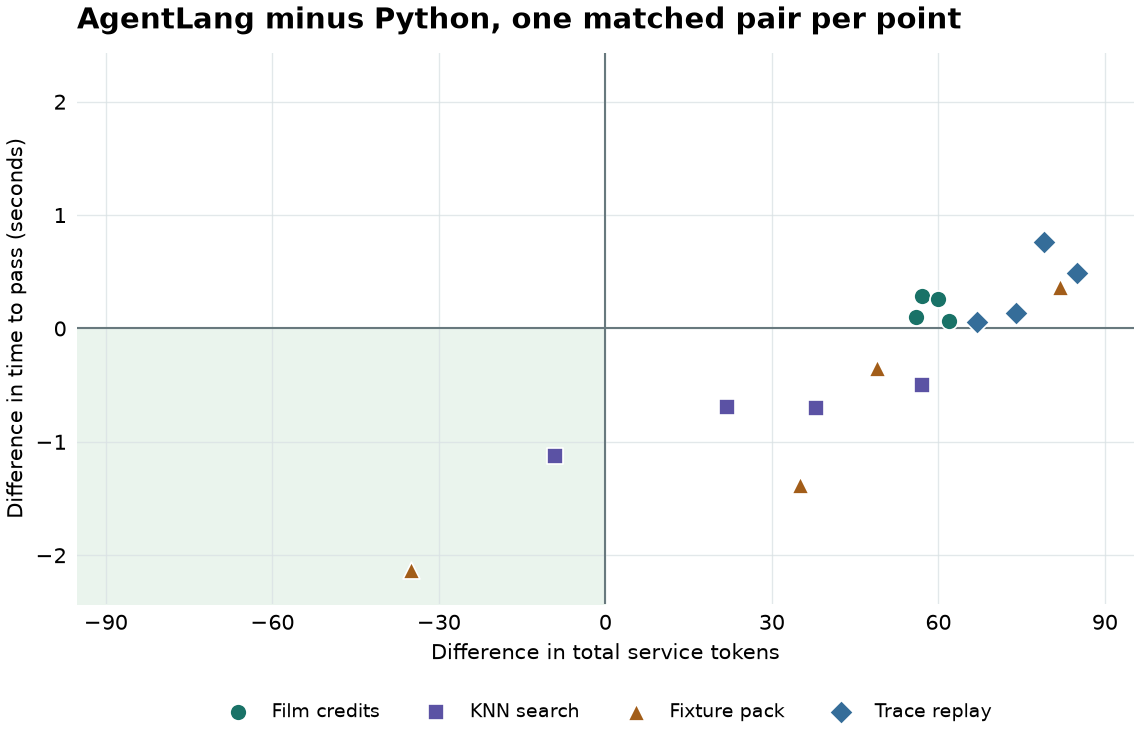 AgentLang minus Python, one matched pair per point
Difference in time to pass (seconds)
2
1
0
−1
−2
−90
−60
−30
0
30
60
90
Difference in total service tokens
Film credits
KNN search
Fixture pack
Trace replay